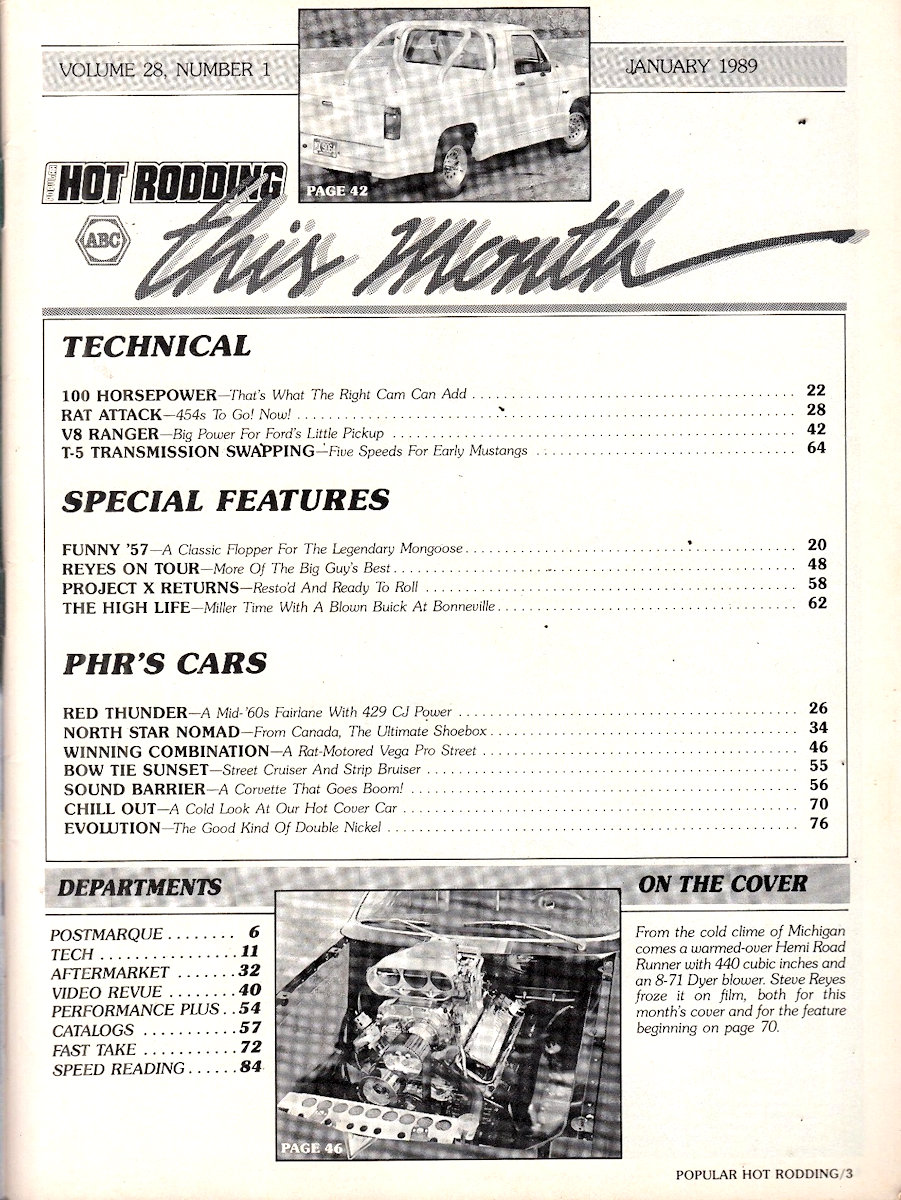 VOLUME 28, NUMBER 1
JANUARY 1989
PAGE 42
POPULAR HOT RODDING
ABC
this Month
TECHNICAL
100 HORSEPOWER—That's What The Right Cam Can Add 22
RAT ATTACK—454s To Go! Now! 28
V8 RANGER—Big Power For Ford's Little Pickup 42
T-5 TRANSMISSION SWAPPING—Five Speeds For Early Mustangs 64
SPECIAL FEATURES
FUNNY '57—A Classic Flopper For The Legendary Mongoose 20
REYES ON TOUR—More Of The Big Guy's Best 48
PROJECT X RETURNS—Resto'd And Ready To Roll 58
THE HIGH LIFE—Miller Time With A Blown Buick At Bonneville 62
PHR'S CARS
RED THUNDER—A Mid-'60s Fairlane With 429 CJ Power 26
NORTH STAR NOMAD—From Canada, The Ultimate Shoebox 34
WINNING COMBINATION—A Rat-Motored Vega Pro Street 46
BOW TIE SUNSET—Street Cruiser And Strip Bruiser 55
SOUND BARRIER—A Corvette That Goes Boom! 56
CHILL OUT—A Cold Look At Our Hot Cover Car 70
EVOLUTION—The Good Kind Of Double Nickel 76
DEPARTMENTS
POSTMARQUE 6
TECH 11
AFTERMARKET 32
VIDEO REVUE 40
PERFORMANCE PLUS 54
CATALOGS 57
FAST TAKE 72
SPEED READING 84
PAGE 46
ON THE COVER
From the cold clime of Michigan
comes a warmed-over Hemi Road
Runner with 440 cubic inches and
an 8-71 Dyer blower. Steve Reyes
froze it on film, both for this
month's cover and for the feature
beginning on page 70.
POPULAR HOT RODDING/3